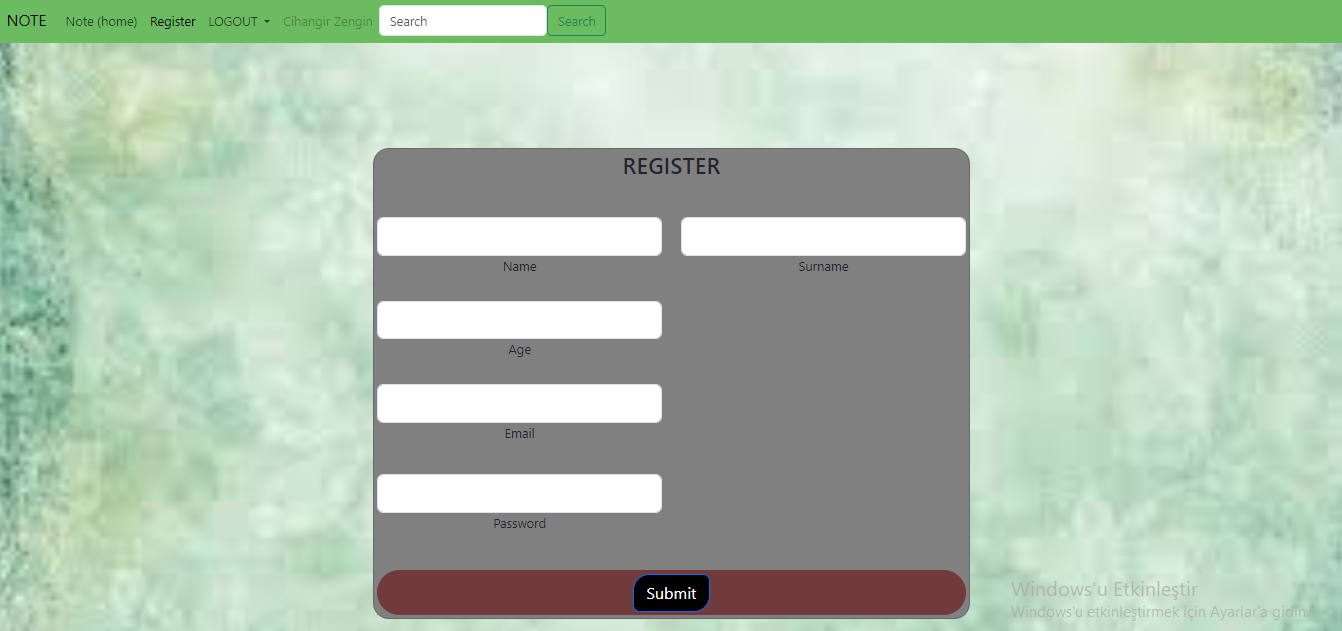 NOTE Note (home) Register LOGOUT Cihangir Zengin Search Search
REGISTER
Name Surname
Age
Email
Password
Submit
Windows'u Etkinleştir
Windows'u etkinleştirmek için Ayarlar'a gidin.